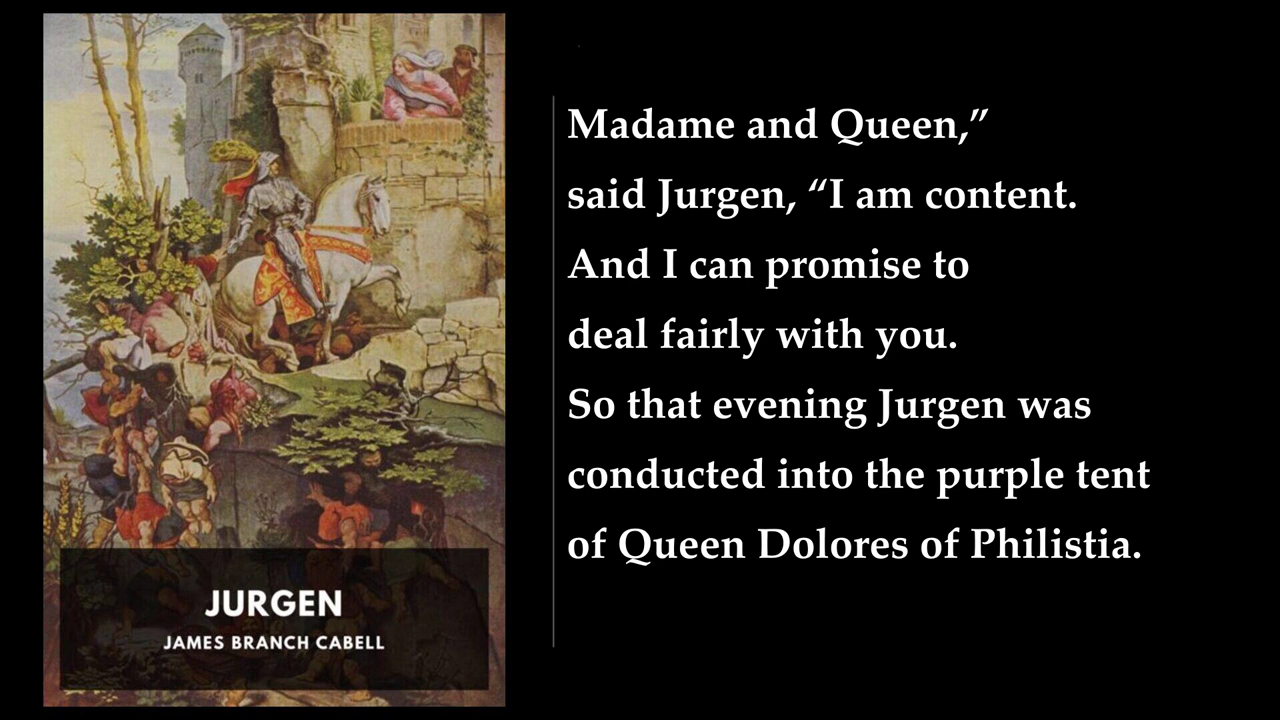 Madame and Queen,”
said Jurgen, “I am content.
And I can promise to
deal fairly with you.
So that evening Jurgen was
conducted into the purple tent
of Queen Dolores of Philistia.
JURGEN
JAMES BRANCH CABELL